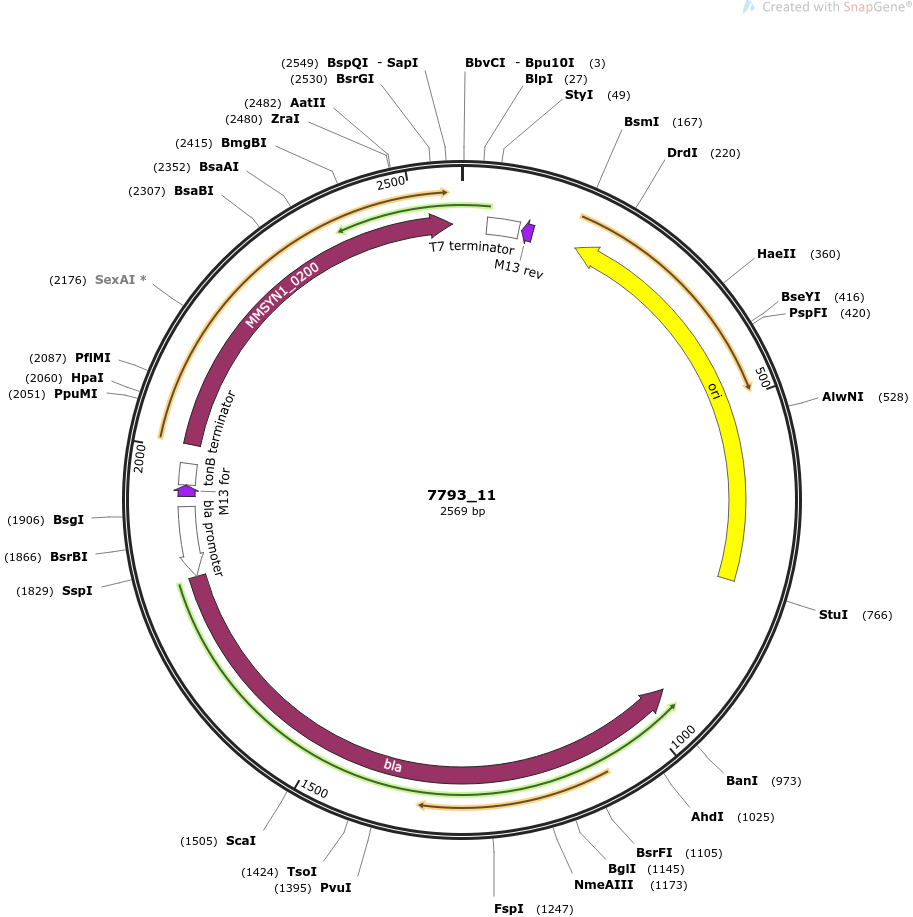 Created with SnapGene®
(2549) BspQI - SapI
(2530) BsrGI
(2482) AatII
(2480) ZraI
(2415) BmgBI
(2352) BsaAI
(2307) BsaBI
(2176) SexAI *
(2087) PflMI
(2060) HpaI
(2051) PpuMI
(1906) BsgI
(1866) BsrBI
(1829) SspI
(1505) ScaI
(1424) TsoI
(1395) PvuI
BbvCI - Bpu10I (3)
BlpI (27)
StyI (49)
BsmI (167)
DrdI (220)
HaeII (360)
BseYI (416)
PspFI (420)
AlwNI (528)
StuI (766)
BanI (973)
AhdI (1025)
BsrFI (1105)
BglI (1145)
NmeAIII (1173)
FspI (1247)
2500
500
1000
1500
2000
T7 terminator
M13 rev
MMSYN1_0200
ori
tonB terminator
M13 for
bla promoter
bla
7793_11
2569 bp